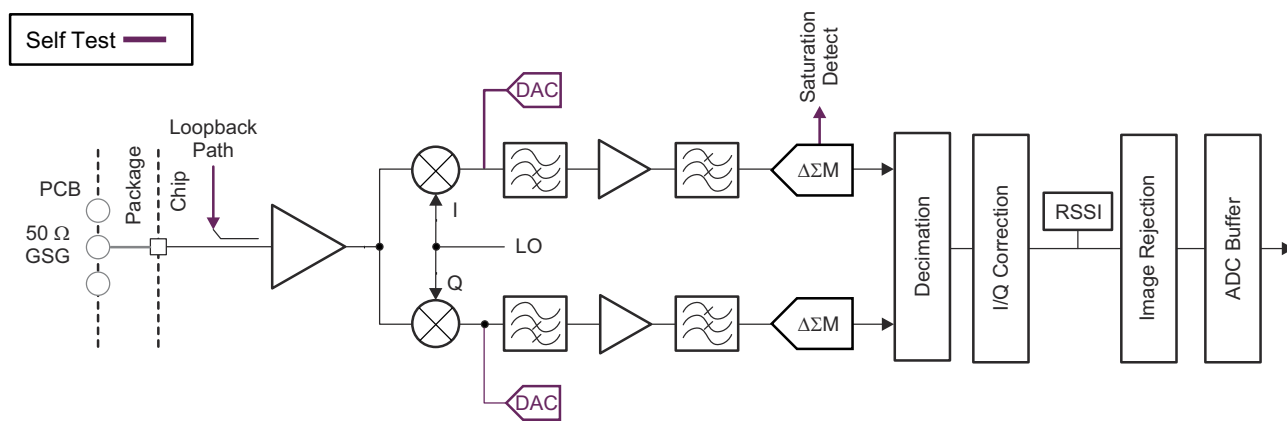 Self Test
DAC
Saturation
Detect
Loopback
Path
PCB
Package
Chip
50 Ω
GSG
I
LO
Q
ΔΣM
ΔΣM
DAC
Decimation
I/Q Correction
RSSI
Image Rejection
ADC Buffer